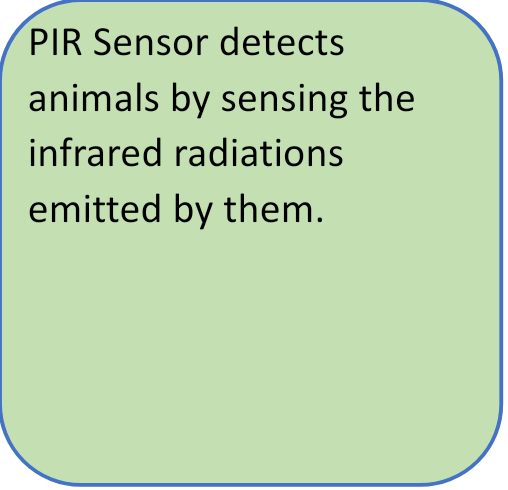 PIR Sensor detects
animals by sensing the
infrared radiations
emitted by them.